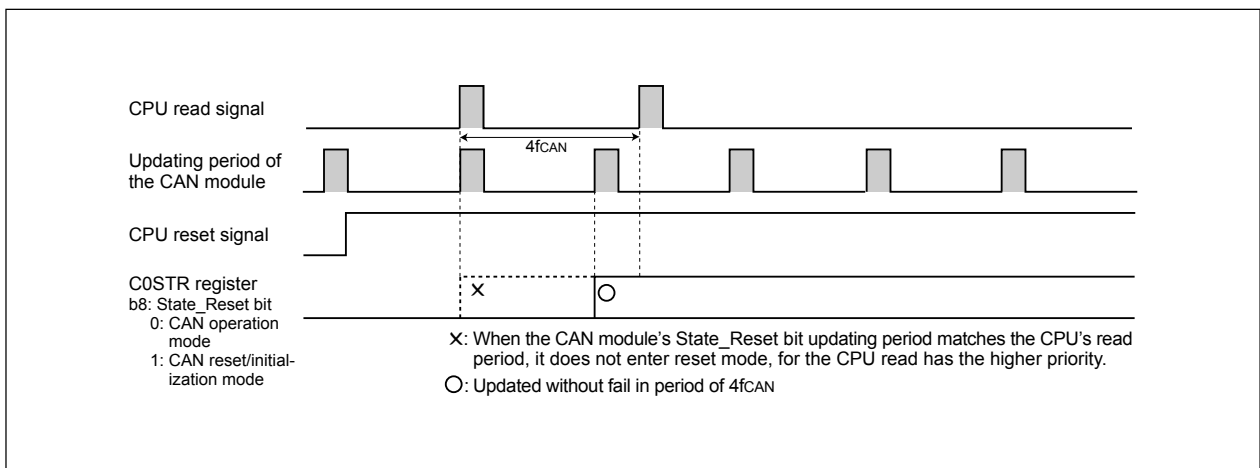 CPU read signal
4fCAN
Updating period of
the CAN module
CPU reset signal
C0STR register
b8: State_Reset bit
0: CAN operation
mode
1: CAN reset/initial-
ization mode
×: When the CAN module's State_Reset bit updating period matches the CPU's read
period, it does not enter reset mode, for the CPU read has the higher priority.
○: Updated without fail in period of 4fCAN